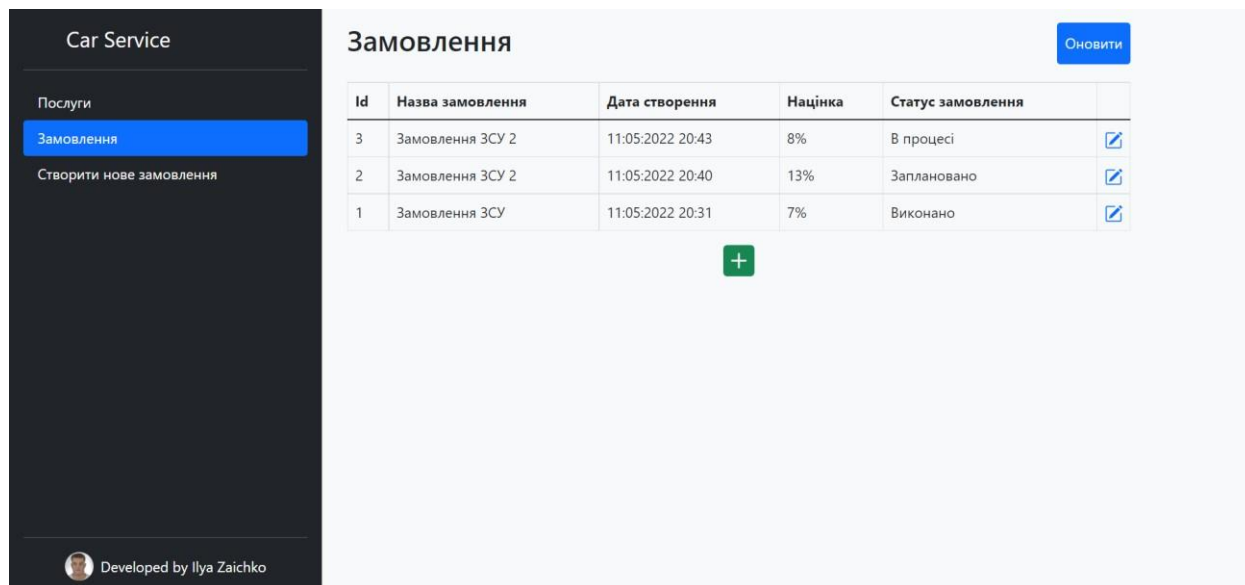 Car Service
Послуги
Замовлення
Створити нове замовлення
Developed by Ilya Zaichko
Замовлення
Оновити
Id Назва замовлення Дата створення Націнка Статус замовлення
3 Замовлення ЗСУ 2 11:05:2022 20:43 8% В процесі
2 Замовлення ЗСУ 2 11:05:2022 20:40 13% Заплановано
1 Замовлення ЗСУ 11:05:2022 20:31 7% Виконано
+